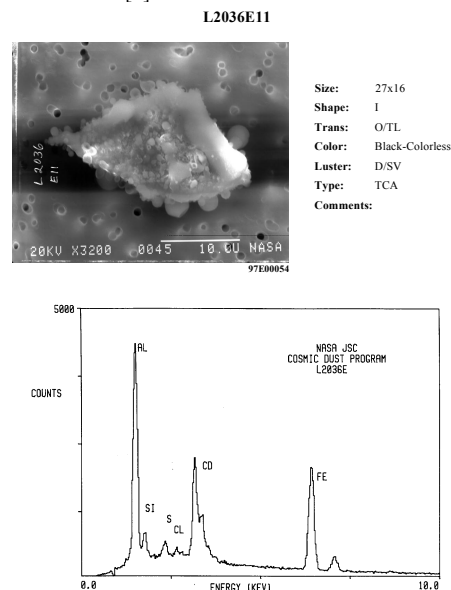 L2036E11
Size: 27x16
Shape: I
Trans: O/TL
Color: Black-Colorless
Luster: D/SV
Type: TCA
Comments:
L2036
E11
20KV X3200 0045 10.0U NASA
97E00054
5000
COUNTS
AL
SI
S
CL
CD
FE
NASA JSC
COSMIC DUST PROGRAM
L2036E
0.0
ENERGY (KEV)
10.0